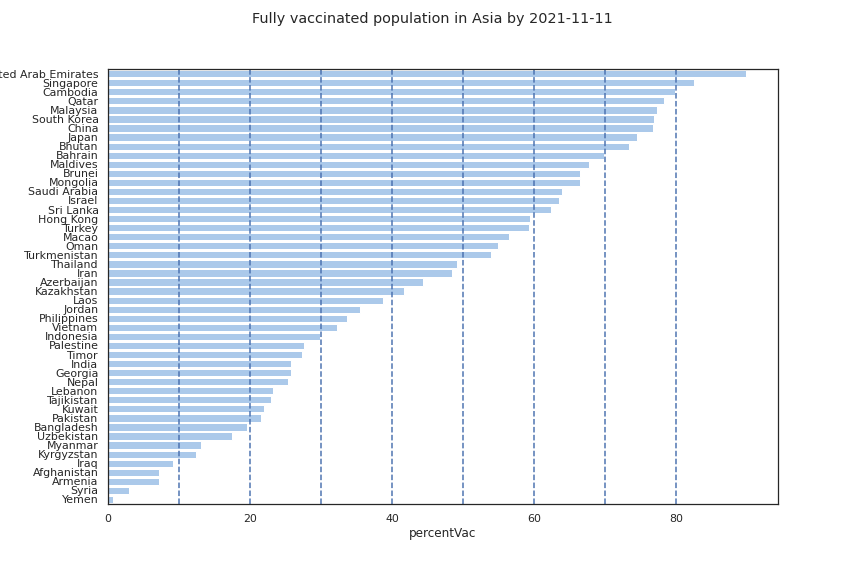 Fully vaccinated population in Asia by 2021-11-11
ted Arab Emirates
Singapore
Cambodia
Qatar
Malaysia
South Korea
China
Japan
Bhutan
Bahrain
Maldives
Brunei
Mongolia
Saudi Arabia
Israel
Sri Lanka
Hong Kong
Turkey
Macao
Oman
Turkmenistan
Thailand
Iran
Azerbaijan
Kazakhstan
Laos
Jordan
Philippines
Vietnam
Indonesia
Palestine
Timor
India
Georgia
Nepal
Lebanon
Tajikistan
Kuwait
Pakistan
Bangladesh
Uzbekistan
Myanmar
Kyrgyzstan
Iraq
Afghanistan
Armenia
Syria
Yemen
0 20 40 60 80
percentVac